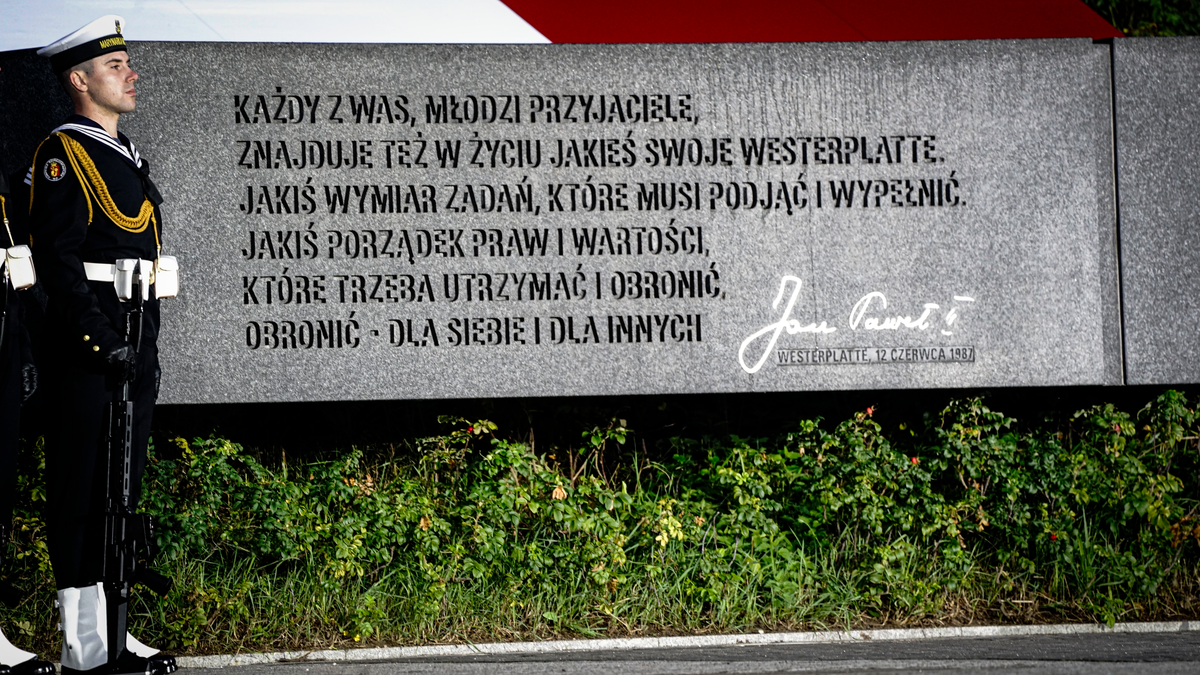 KAŻDY Z WAS, MŁODZI PRZYJACIELE,
ZNAJDUJE TEŻ W ŻYCIU JAKIEŚ SWOJE WESTERPLATTE.
JAKIŚ WYMIAR ZADAŃ, KTÓRE MUSI PODJĄĆ I WYPEŁNIĆ.
JAKIŚ PORZĄDEK PRAW I WARTOŚCI,
KTÓRE TRZEBA UTRZYMAĆ I OBRONIĆ,
OBRONIĆ - DLA SIEBIE I DLA INNYCH
Jan Paweł II
WESTERPLATTE, 12 CZERWCA 1987